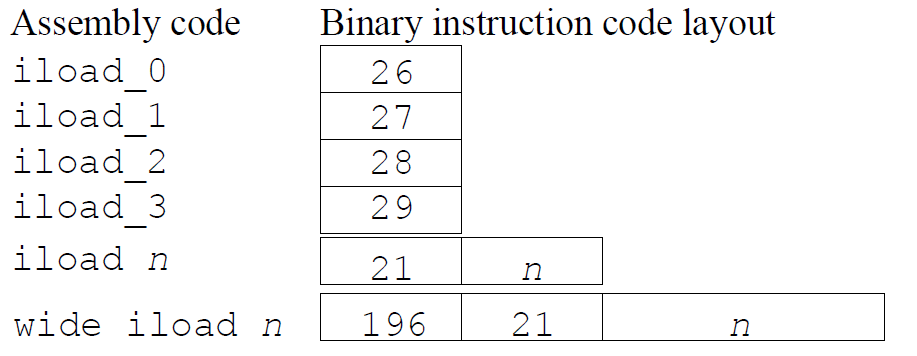 Assembly code Binary instruction code layout
iload_0 26
iload_1 27
iload_2 28
iload_3 29
iload n 21 n
wide iload n 196 21 n